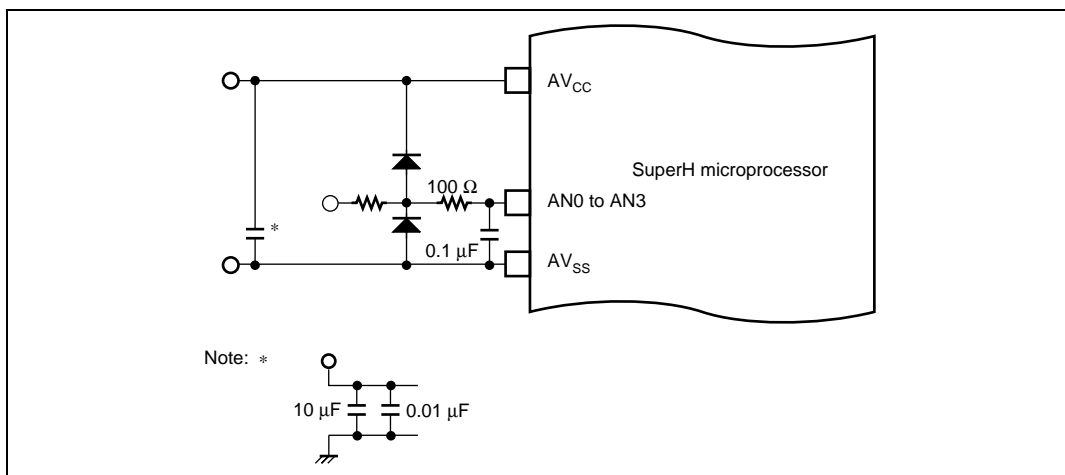 AVCC
SuperH microprocessor
100 Ω
AN0 to AN3
*
0.1 μF
AVSS
Note: *
10 μF
0.01 μF